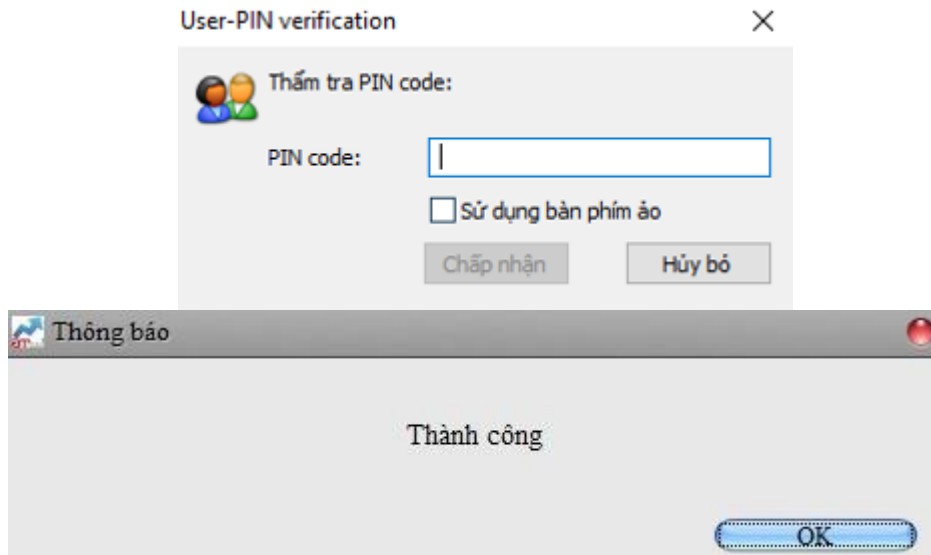 User-PIN verification
Thẩm tra PIN code:
PIN code:
Sử dụng bàn phím ảo
Chấp nhận
Hủy bỏ
Thông báo
Thành công
OK